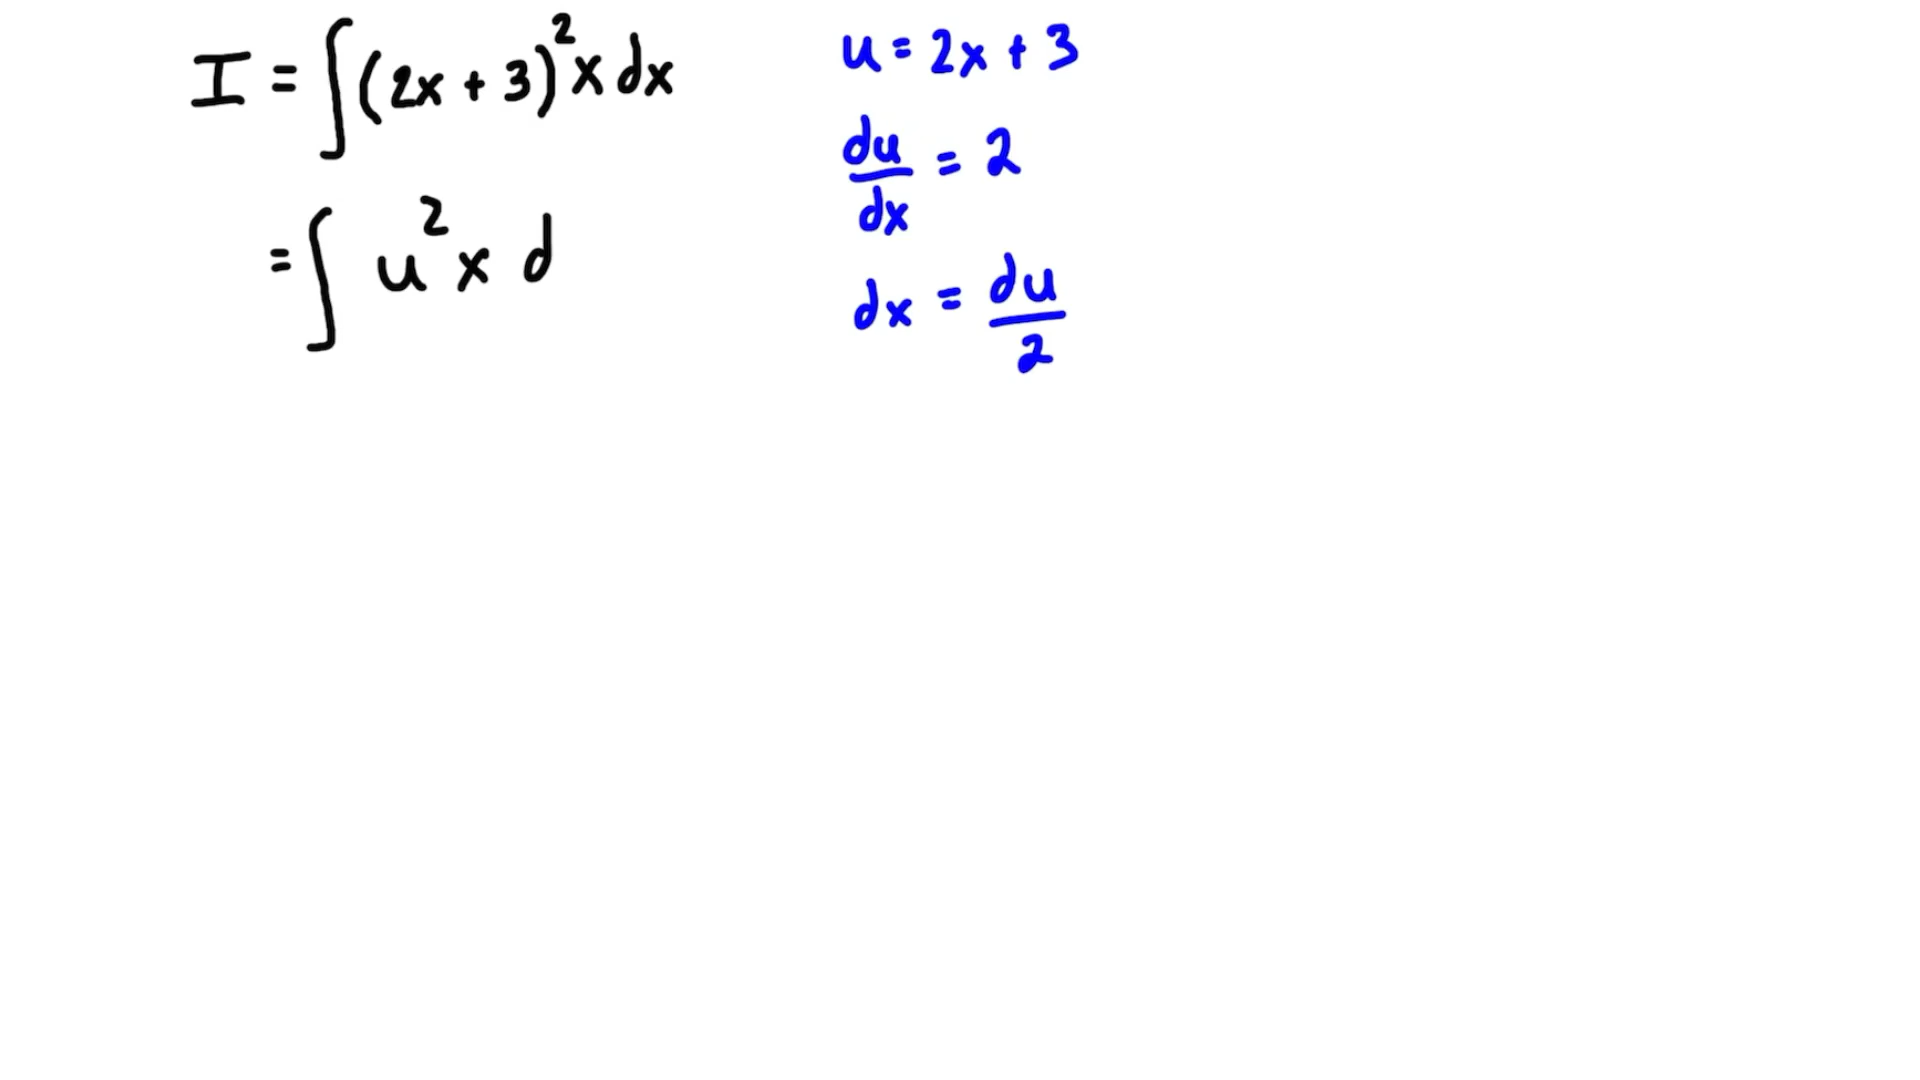 I = ∫(2x + 3)²x dx
= ∫ u²x d
u = 2x + 3
du/dx = 2
dx = du/2